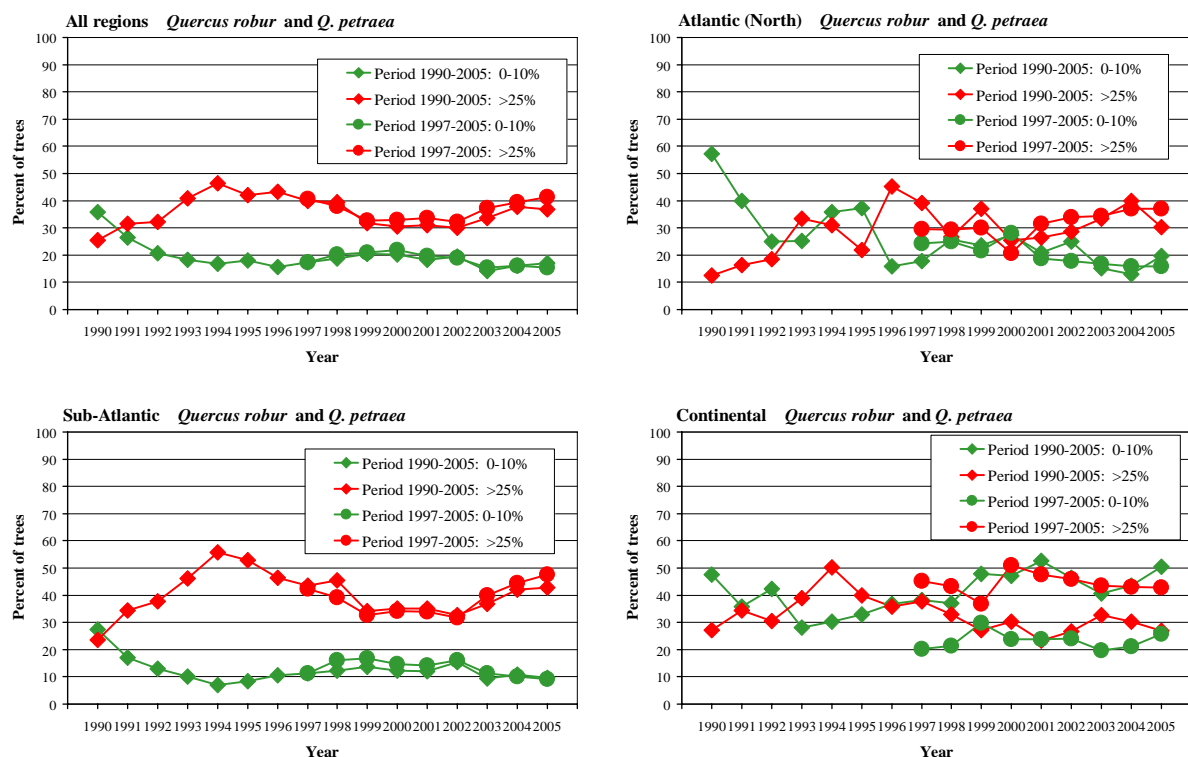 All regions Quercus robur and Q. petraea
100
90
80
70
60
50
40
30
20
10
0
Percent of trees
Period 1990-2005: 0-10%
Period 1990-2005: >25%
Period 1997-2005: 0-10%
Period 1997-2005: >25%
1990 1991 1992 1993 1994 1995 1996 1997 1998 1999 2000 2001 2002 2003 2004 2005
Year
Atlantic (North) Quercus robur and Q. petraea
100
90
80
70
60
50
40
30
20
10
0
Percent of trees
Period 1990-2005: 0-10%
Period 1990-2005: >25%
Period 1997-2005: 0-10%
Period 1997-2005: >25%
1990 1991 1992 1993 1994 1995 1996 1997 1998 1999 2000 2001 2002 2003 2004 2005
Year
Sub-Atlantic Quercus robur and Q. petraea
100
90
80
70
60
50
40
30
20
10
0
Percent of trees
Period 1990-2005: 0-10%
Period 1990-2005: >25%
Period 1997-2005: 0-10%
Period 1997-2005: >25%
1990 1991 1992 1993 1994 1995 1996 1997 1998 1999 2000 2001 2002 2003 2004 2005
Year
Continental Quercus robur and Q. petraea
100
90
80
70
60
50
40
30
20
10
0
Percent of trees
Period 1990-2005: 0-10%
Period 1990-2005: >25%
Period 1997-2005: 0-10%
Period 1997-2005: >25%
1990 1991 1992 1993 1994 1995 1996 1997 1998 1999 2000 2001 2002 2003 2004 2005
Year